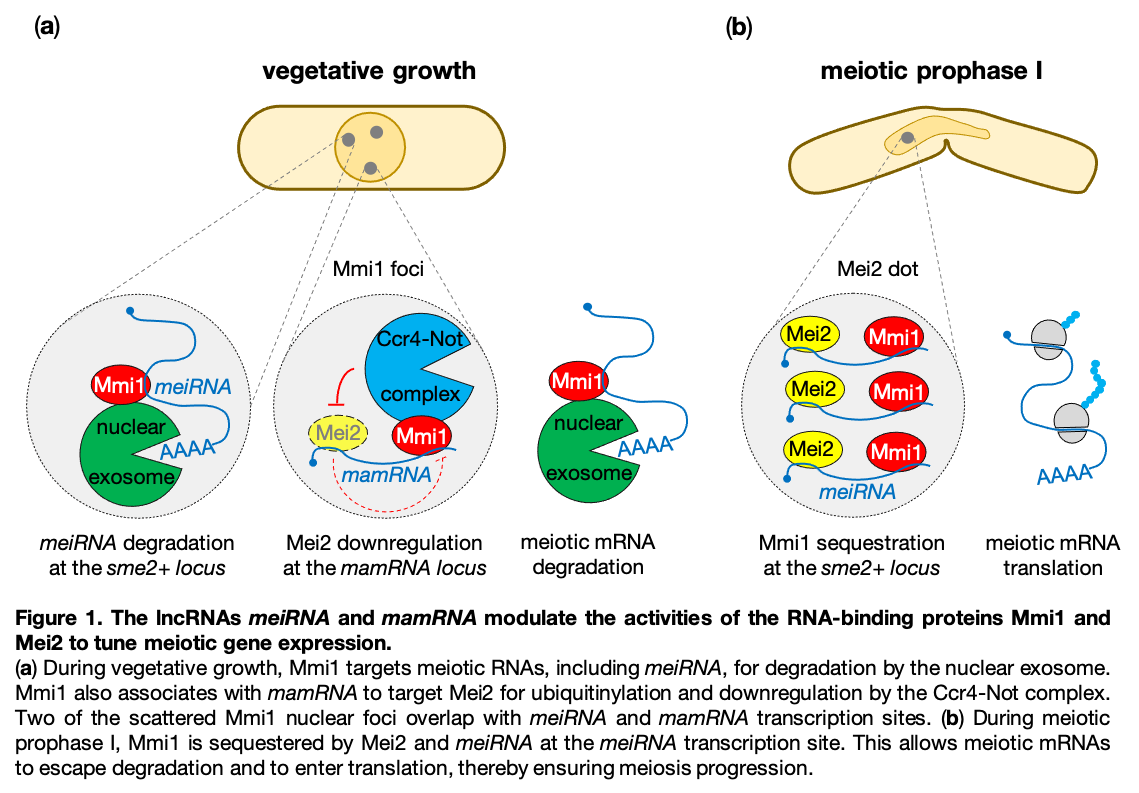 (a)
(b)
vegetative growth
meiotic prophase I
Mmi1 foci
Mei2 dot
Mmi1
meiRNA
nuclear
exosome
AAAA
Ccr4-Not
complex
Mei2
Mmi1
mamRNA
Mmi1
nuclear
exosome
AAAA
Mei2
Mmi1
Mei2
Mmi1
Mei2
Mmi1
meiRNA
AAAA
meiRNA degradation
at the sme2+ locus
Mei2 downregulation
at the mamRNA locus
meiotic mRNA
degradation
Mmi1 sequestration
at the sme2+ locus
meiotic mRNA
translation
Figure 1. The lncRNAs meiRNA and mamRNA modulate the activities of the RNA-binding proteins Mmi1 and
Mei2 to tune meiotic gene expression.
(a) During vegetative growth, Mmi1 targets meiotic RNAs, including meiRNA, for degradation by the nuclear exosome.
Mmi1 also associates with mamRNA to target Mei2 for ubiquitinylation and downregulation by the Ccr4-Not complex.
Two of the scattered Mmi1 nuclear foci overlap with meiRNA and mamRNA transcription sites. (b) During meiotic
prophase I, Mmi1 is sequestered by Mei2 and meiRNA at the meiRNA transcription site. This allows meiotic mRNAs
to escape degradation and to enter translation, thereby ensuring meiosis progression.